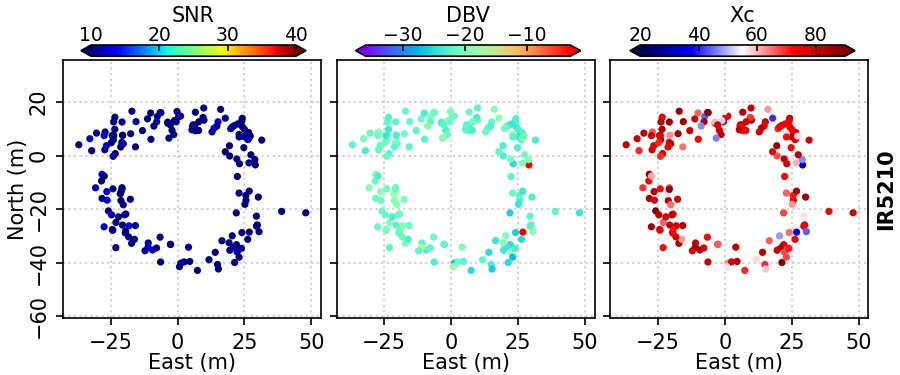 SNR DBV Xc
10 20 30 40 −30 −20 −10 20 40 60 80
20
0
−20
−40
−60
North (m)
−25 0 25 50 −25 0 25 50 −25 0 25 50
East (m) East (m) East (m)
IR5210